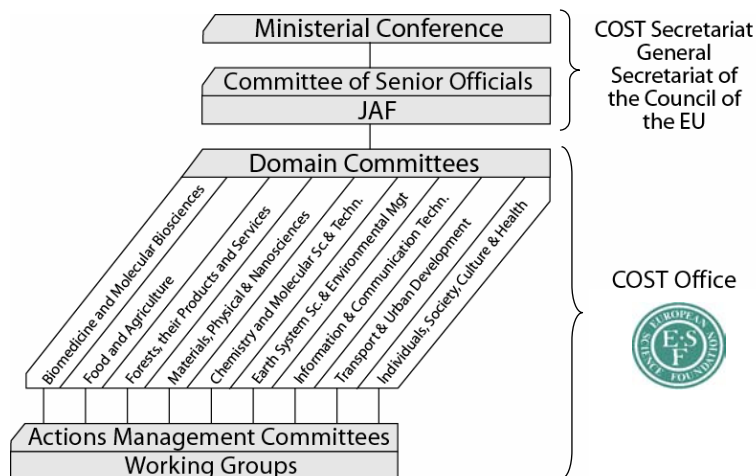 Ministerial Conference
Committee of Senior Officials
JAF
COST Secretariat
General
Secretariat of
the Council of
the EU
Domain Committees
Biomedicine and Molecular Biosciences
Food and Agriculture
Forests, their Products and Services
Materials, Physical & Nanosciences
Chemistry and Molecular Sc. & Techn.
Earth System Sc. & Environmental Mgt
Information & Communication Techn.
Transport & Urban Development
Individuals, Society, Culture & Health
COST Office
EUROPEAN
SCIENCE FOUNDATION
E·S
F
Actions Management Committees
Working Groups